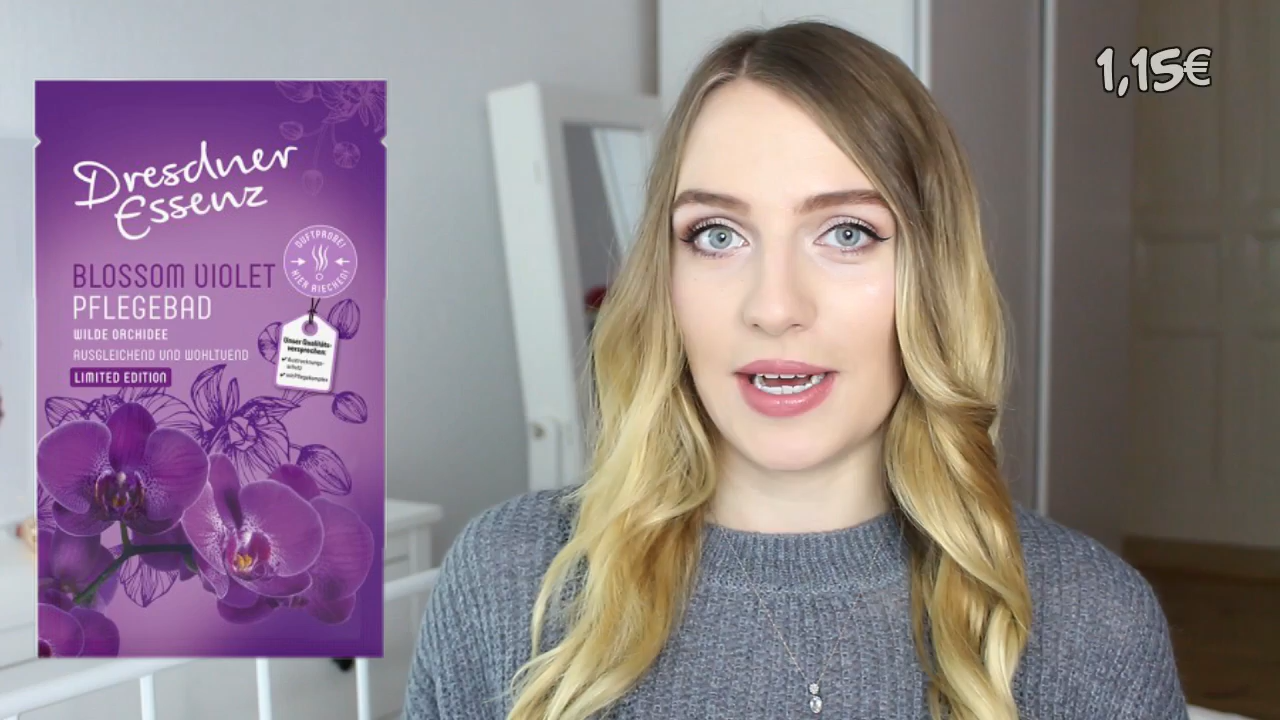 Dresdner
Essenz
DUFTPROBE!
HIER RIECHEN!
BLOSSOM VIOLET
PFLEGEBAD
WILDE ORCHIDEE
AUSGLEICHEND UND WOHLTUEND
LIMITED EDITION
Unser Qualitäts-
versprechen:
1,15€